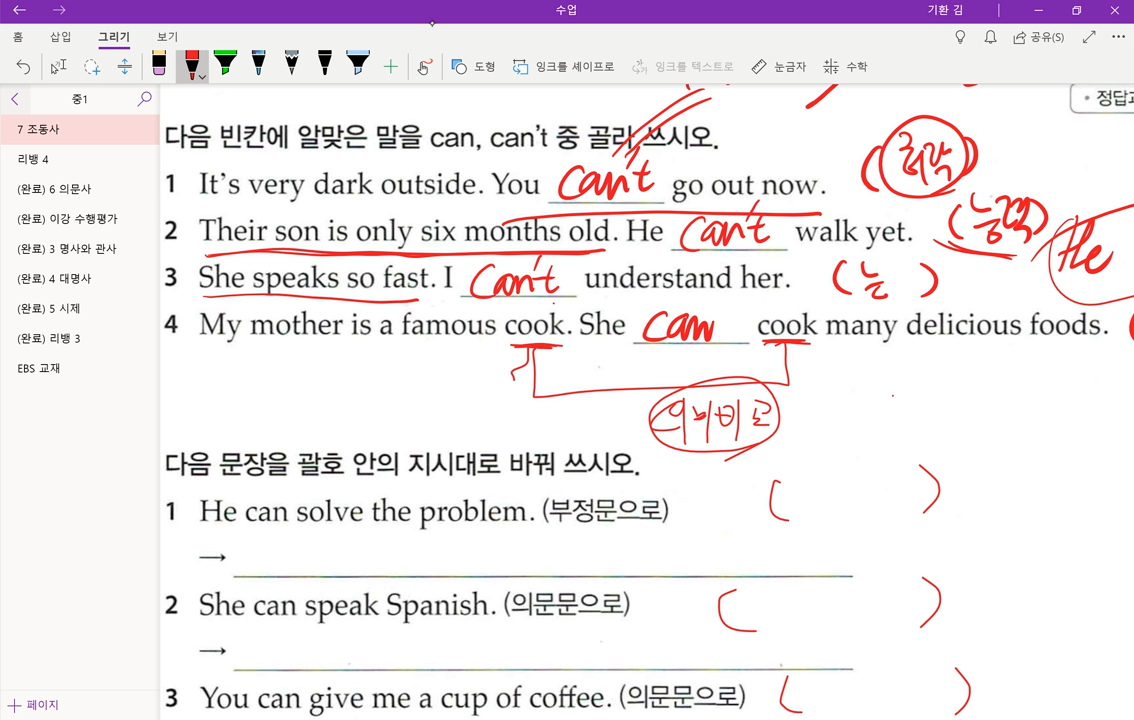 수업
기환 김
홈 삽입 그리기 보기
공유(S)
도형 잉크를 셰이프로 잉크를 텍스트로 눈금자 수학
중1
7 조동사
리뱅 4
(완료) 6 의문사
(완료) 이강 수행평가
(완료) 3 명사와 관사
(완료) 4 대명사
(완료) 5 시제
(완료) 리뱅 3
EBS 교재
페이지
다음 빈칸에 알맞은 말을 can, can't 중 골라 쓰시오.
1 It's very dark outside. You can't go out now. (허락)
2 Their son is only six months old. He can't walk yet. (능력) He
3 She speaks so fast. I can't understand her. (능)
4 My mother is a famous cook. She can cook many delicious foods.
다음 문장을 괄호 안의 지시대로 바꿔 쓰시오.
1 He can solve the problem. (부정문으로) ( )
→
2 She can speak Spanish. (의문문으로) ( )
→
3 You can give me a cup of coffee. (의문문으로) ( )